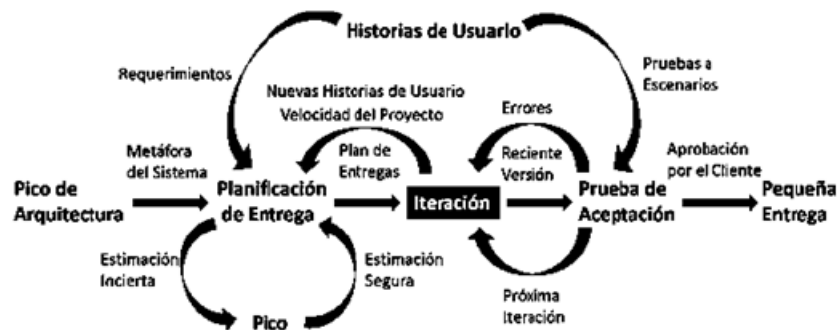 Historias de Usuario
Requerimientos
Pruebas a
Escenarios
Nuevas Historias de Usuario
Velocidad del Proyecto
Errores
Metáfora
del Sistema
Plan de
Entregas
Reciente
Versión
Aprobación
por el Cliente
Pico de
Arquitectura
Planificación
de Entrega
Iteración
Prueba de
Aceptación
Pequeña
Entrega
Estimación
Incierta
Estimación
Segura
Próxima
Iteración
Pico